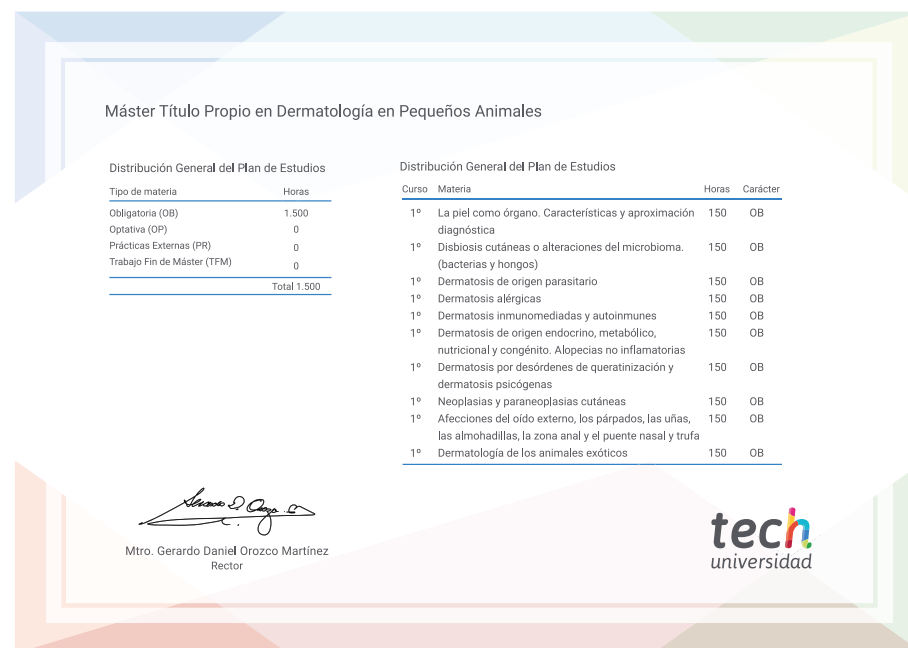 Máster Título Propio en Dermatología en Pequeños Animales
Distribución General del Plan de Estudios
Tipo de materia Horas
Obligatoria (OB) 1.500
Optativa (OP) 0
Prácticas Externas (PR) 0
Trabajo Fin de Máster (TFM) 0
Total 1.500
Distribución General del Plan de Estudios
Curso Materia Horas Carácter
1º La piel como órgano. Características y aproximación 150 OB
diagnóstica
1º Disbiosis cutáneas o alteraciones del microbioma. 150 OB
(bacterias y hongos)
1º Dermatosis de origen parasitario 150 OB
1º Dermatosis alérgicas 150 OB
1º Dermatosis inmunomediadas y autoinmunes 150 OB
1º Dermatosis de origen endocrino, metabólico, 150 OB
nutricional y congénito. Alopecias no inflamatorias
1º Dermatosis por desórdenes de queratinización y 150 OB
dermatosis psicógenas
1º Neoplasias y paraneoplasias cutáneas 150 OB
1º Afecciones del oído externo, los párpados, las uñas, 150 OB
las almohadillas, la zona anal y el puente nasal y trufa
1º Dermatología de los animales exóticos 150 OB
Mtro. Gerardo Daniel Orozco Martínez
Rector
tech
universidad